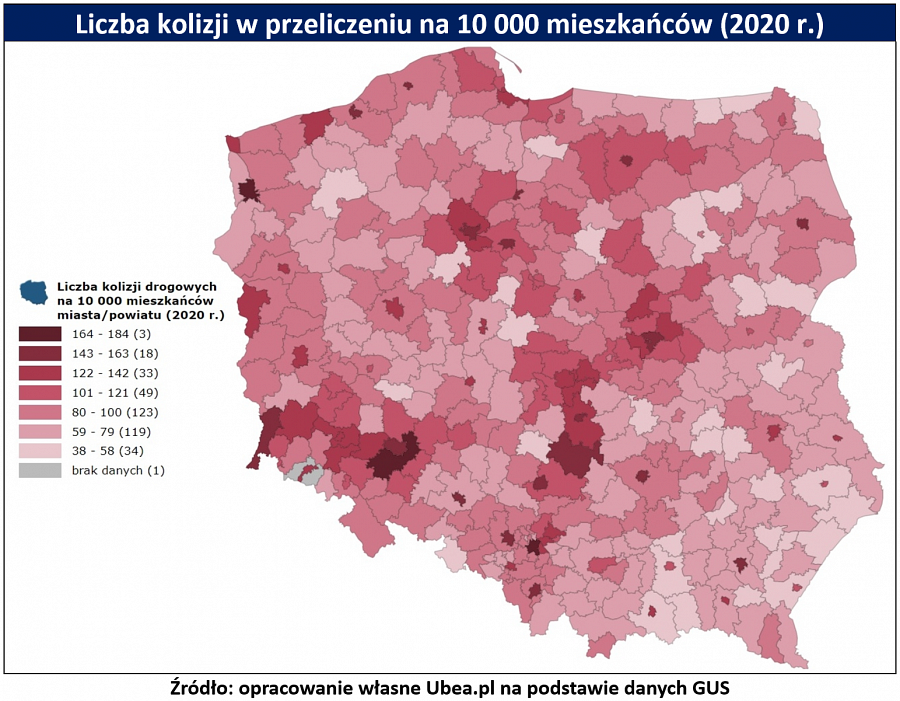 Liczba kolizji w przeliczeniu na 10 000 mieszkańców (2020 r.)
Liczba kolizji drogowych
na 10 000 mieszkańców
miasta/powiatu (2020 r.)
164 - 184 (3)
143 - 163 (18)
122 - 142 (33)
101 - 121 (49)
80 - 100 (123)
59 - 79 (119)
38 - 58 (34)
brak danych (1)
Źródło: opracowanie własne Ubea.pl na podstawie danych GUS